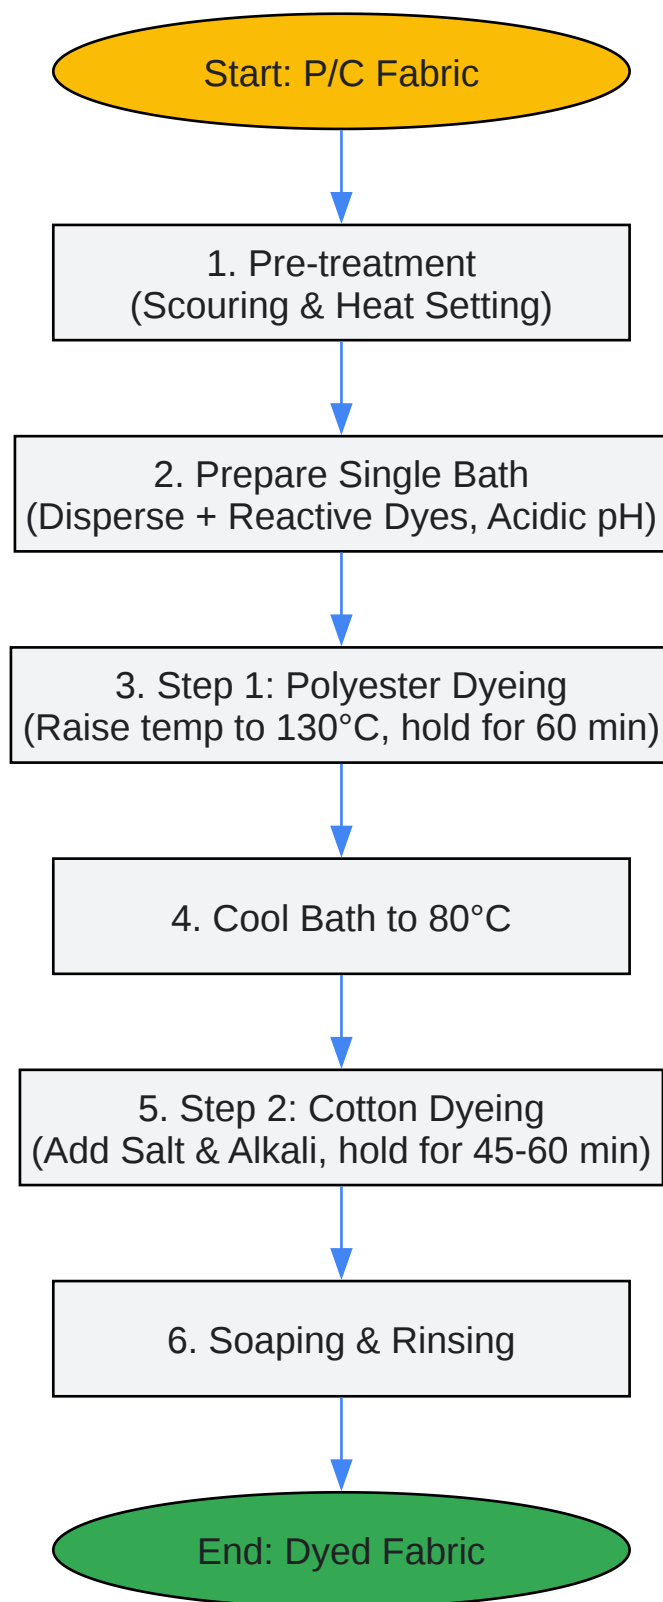 Start: P/C Fabric
1. Pre-treatment
(Scouring & Heat Setting)
2. Prepare Single Bath
(Disperse + Reactive Dyes, Acidic pH)
3. Step 1: Polyester Dyeing
(Raise temp to 130°C, hold for 60 min)
4. Cool Bath to 80°C
5. Step 2: Cotton Dyeing
(Add Salt & Alkali, hold for 45-60 min)
6. Soaping & Rinsing
End: Dyed Fabric